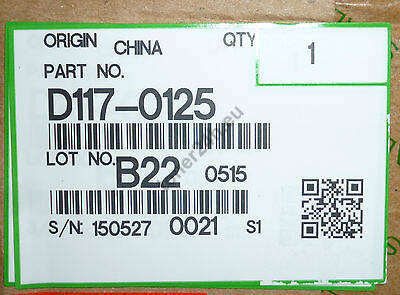 ORIGIN CHINA QTY 1
PART NO.
D117-0125
LOT NO. B22 0515
S/N: 150527 0021 S1